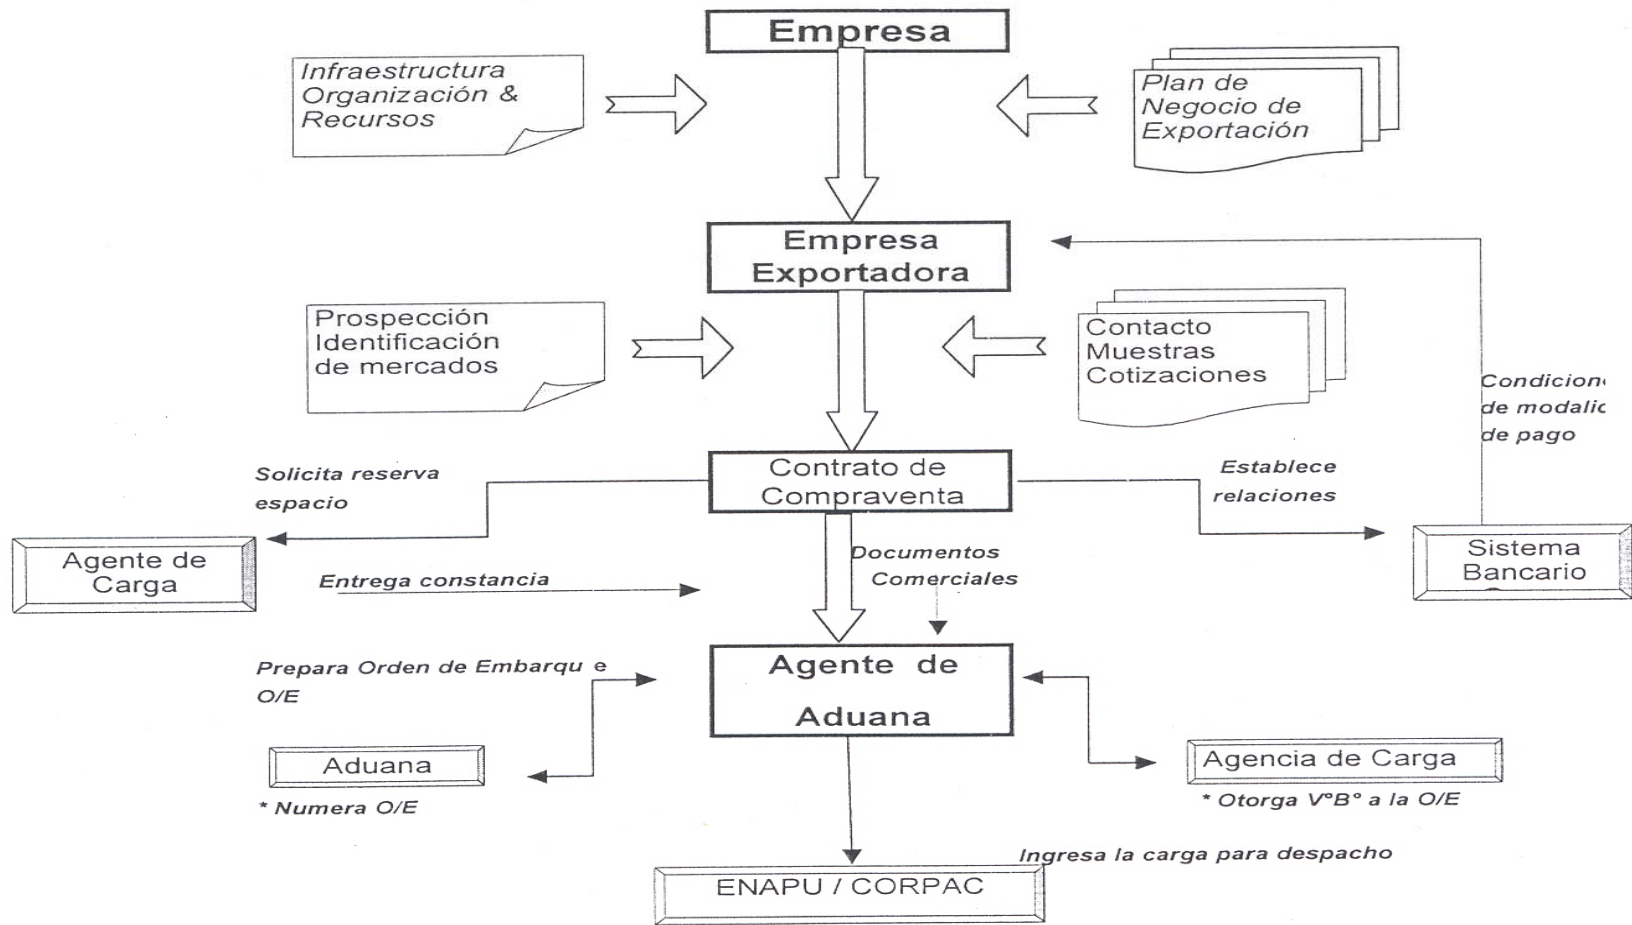 Empresa
Infraestructura
Organización &
Recursos
Plan de
Negocio de
Exportación
Empresa
Exportadora
Prospección
Identificación
de mercados
Contacto
Muestras
Cotizaciones
Condicion
de modalic
de pago
Solicita reserva
espacio
Contrato de
Compraventa
Establece
relaciones
Agente de
Carga
Entrega constancia
Documentos
Comerciales
Sistema
Bancario
Prepara Orden de Embarqu e
O/E
Agente de
Aduana
Aduana
* Numera O/E
Agencia de Carga
* Otorga V°B° a la O/E
Ingresa la carga para despacho
ENAPU / CORPAC